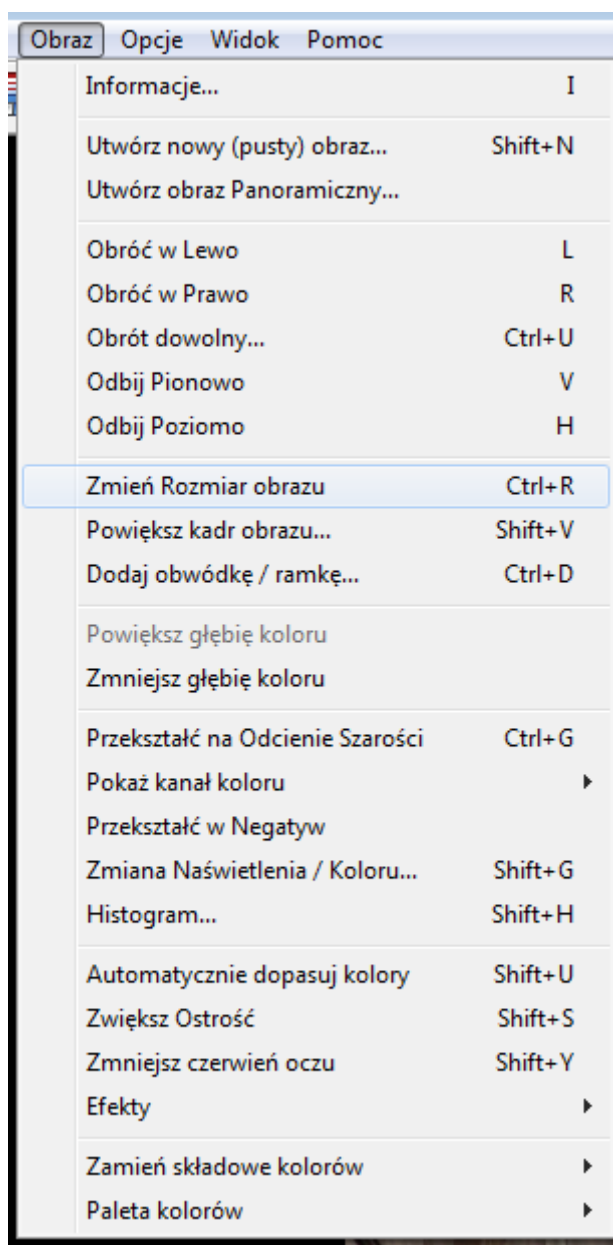 Obraz Opcje Widok Pomoc
Informacje... I
Utwórz nowy (pusty) obraz... Shift+N
Utwórz obraz Panoramiczny...
Obróć w Lewo L
Obróć w Prawo R
Obrót dowolny... Ctrl+U
Odbij Pionowo V
Odbij Poziomo H
Zmień Rozmiar obrazu Ctrl+R
Powiększ kadr obrazu... Shift+V
Dodaj obwódkę / ramkę... Ctrl+D
Powiększ głębię koloru
Zmniejsz głębię koloru
Przekształć na Odcienie Szarości Ctrl+G
Pokaż kanał koloru
Przekształć w Negatyw
Zmiana Naświetlenia / Koloru... Shift+G
Histogram... Shift+H
Automatycznie dopasuj kolory Shift+U
Zwiększ Ostrość Shift+S
Zmniejsz czerwień oczu Shift+Y
Efekty
Zamień składowe kolorów
Paleta kolorów